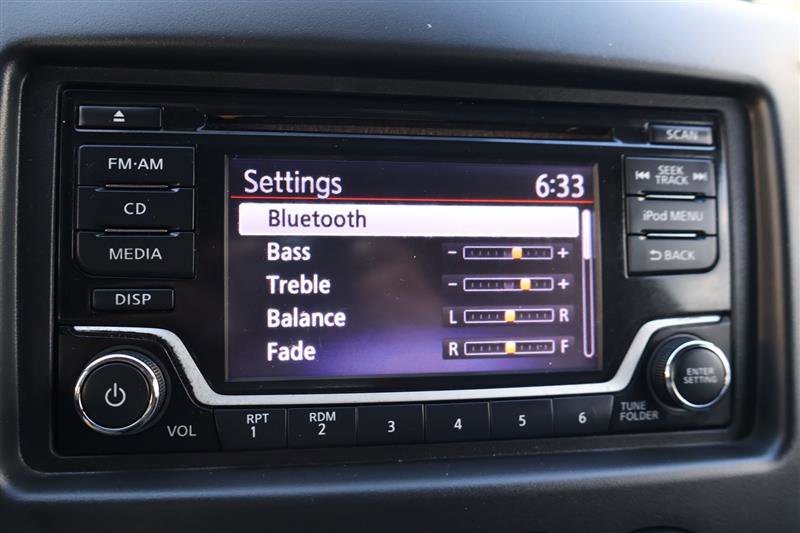 SCAN
FM·AM
CD
MEDIA
DISP
Settings 6:33
Bluetooth
Bass - +
Treble - +
Balance L R
Fade R F
SEEK
TRACK
iPod MENU
BACK
VOL
RPT
1
RDM
2
3
4
5
6
TUNE
FOLDER
ENTER
SETTING